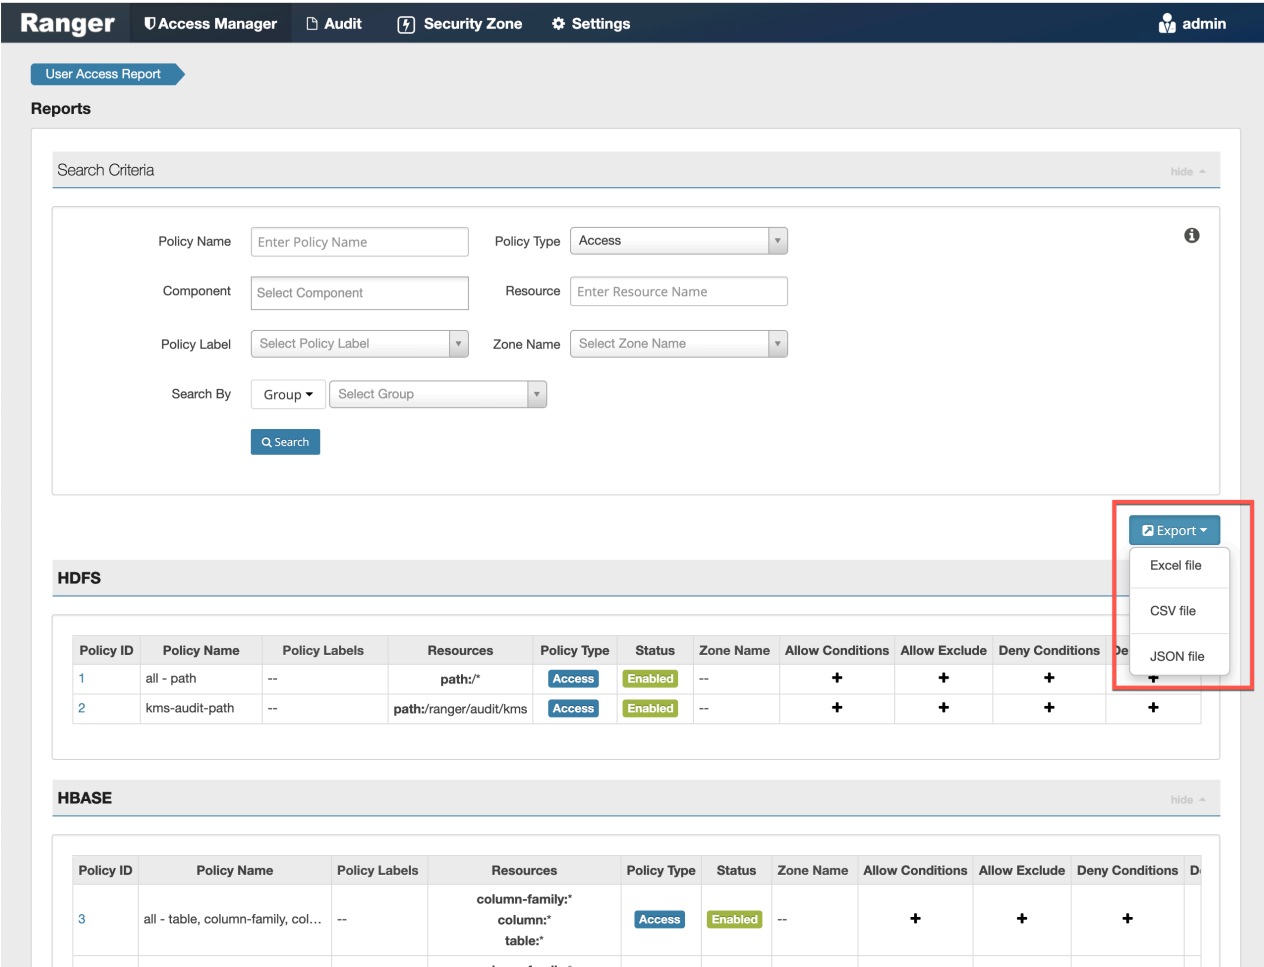 Ranger Access Manager Audit Security Zone Settings admin
User Access Report
Reports
Search Criteria hide
Policy Name Enter Policy Name Policy Type Access
Component Select Component Resource Enter Resource Name
Policy Label Select Policy Label Zone Name Select Zone Name
Search By Group Select Group
Search
Export
Excel file
CSV file
JSON file
HDFS
Policy ID Policy Name Policy Labels Resources Policy Type Status Zone Name Allow Conditions Allow Exclude Deny Conditions De
1 all - path -- path:/* Access Enabled -- + + + +
2 kms-audit-path -- path:/ranger/audit/kms Access Enabled -- + + + +
HBASE hide
Policy ID Policy Name Policy Labels Resources Policy Type Status Zone Name Allow Conditions Allow Exclude Deny Conditions D
column-family:*
3 all - table, column-family, col... -- column:* Access Enabled -- + + +
table:*